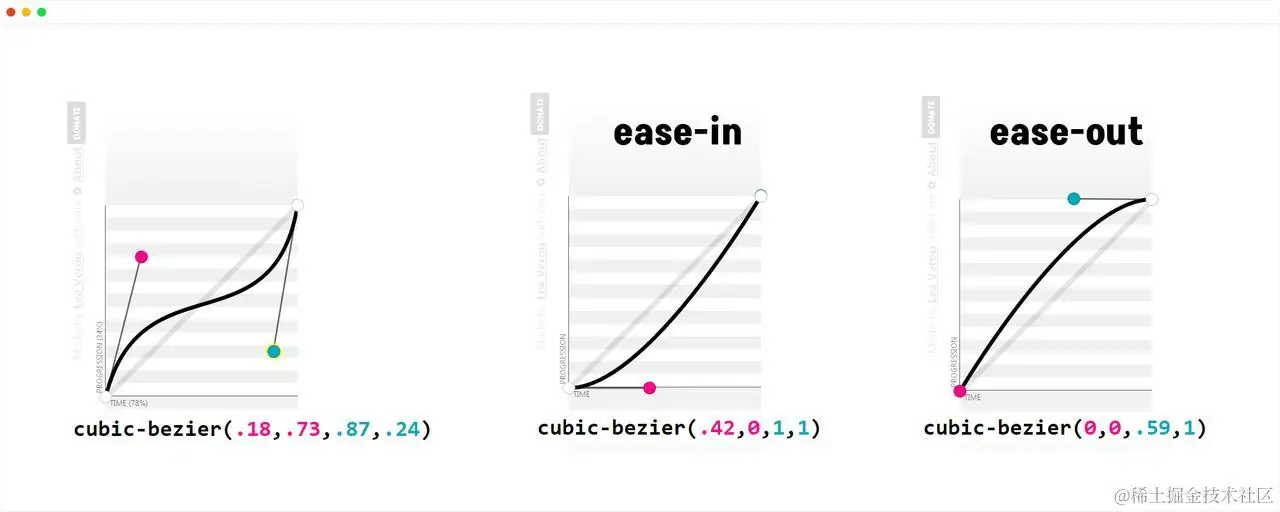 DONATE
Made by Lea Verou with care ✿ About
PROGRESSION (34%)
TIME (78%)
cubic-bezier(.18,.73,.87,.24)
ease-in
DONATE
Made by Lea Verou with care ✿ About
PROGRESSION
TIME
cubic-bezier(.42,0,1,1)
ease-out
DONATE
Made by Lea Verou with care ✿ About
PROGRESSION
TIME
cubic-bezier(0,0,.59,1)
@稀土掘金技术社区